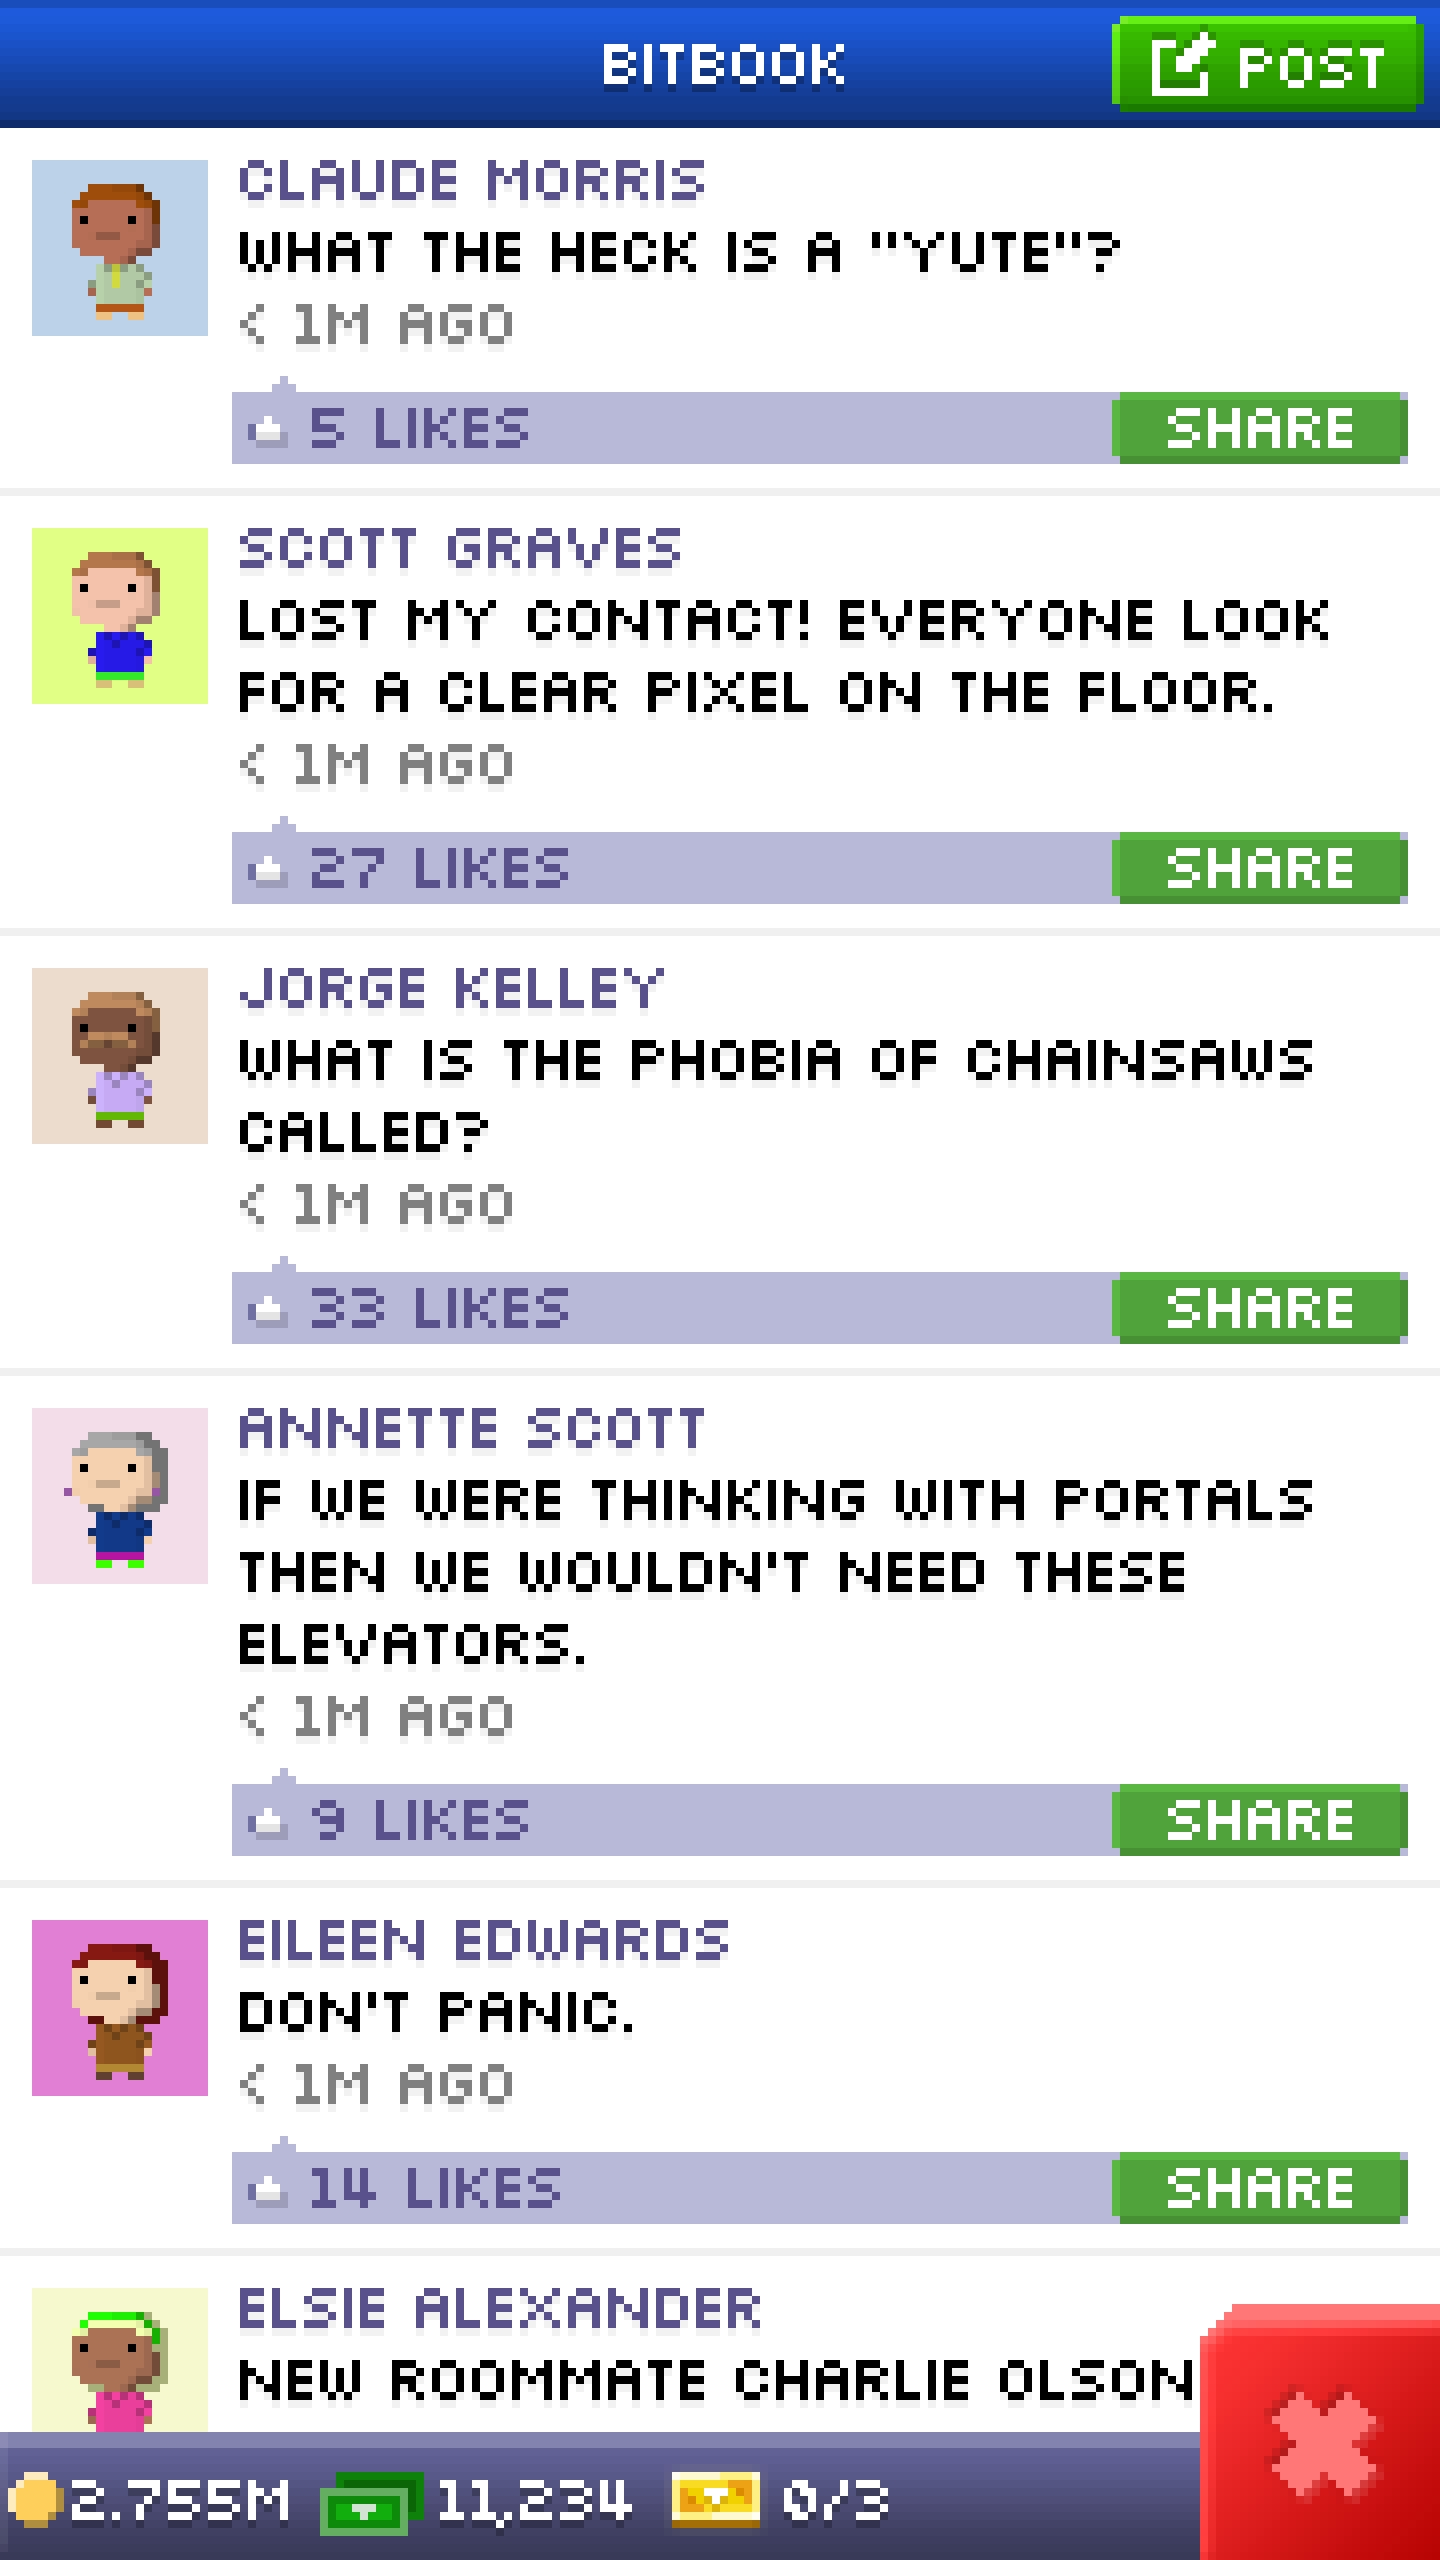 BITBOOK
POST
CLAUDE MORRIS
WHAT THE HECK IS A "YUTE"?
< 1M AGO
5 LIKES
SHARE
SCOTT GRAVES
LOST MY CONTACT! EVERYONE LOOK
FOR A CLEAR PIXEL ON THE FLOOR.
< 1M AGO
27 LIKES
SHARE
JORGE KELLEY
WHAT IS THE PHOBIA OF CHAINSAWS
CALLED?
< 1M AGO
33 LIKES
SHARE
ANNETTE SCOTT
IF WE WERE THINKING WITH PORTALS
THEN WE WOULDN'T NEED THESE
ELEVATORS.
< 1M AGO
9 LIKES
SHARE
EILEEN EDWARDS
DON'T PANIC.
< 1M AGO
14 LIKES
SHARE
ELSIE ALEXANDER
NEW ROOMMATE CHARLIE OLSON
2.755M 11,234 0/3